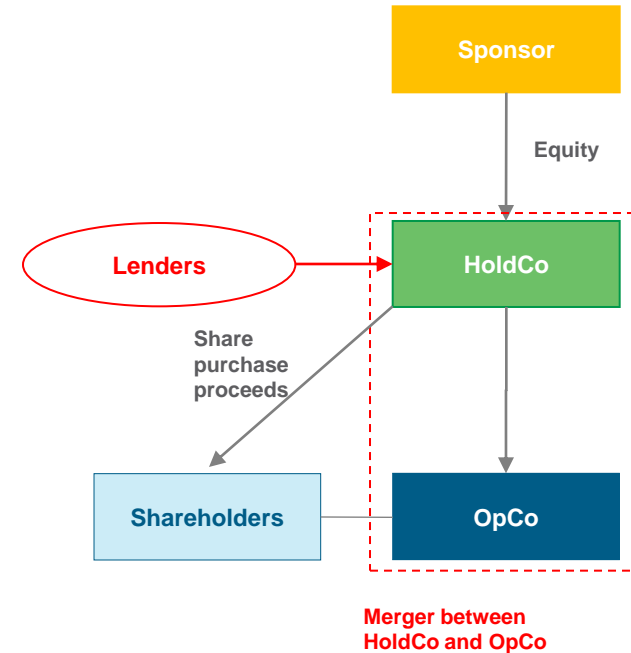 Sponsor
Equity
Lenders
HoldCo
Share
purchase
proceeds
Shareholders
OpCo
Merger between
HoldCo and OpCo